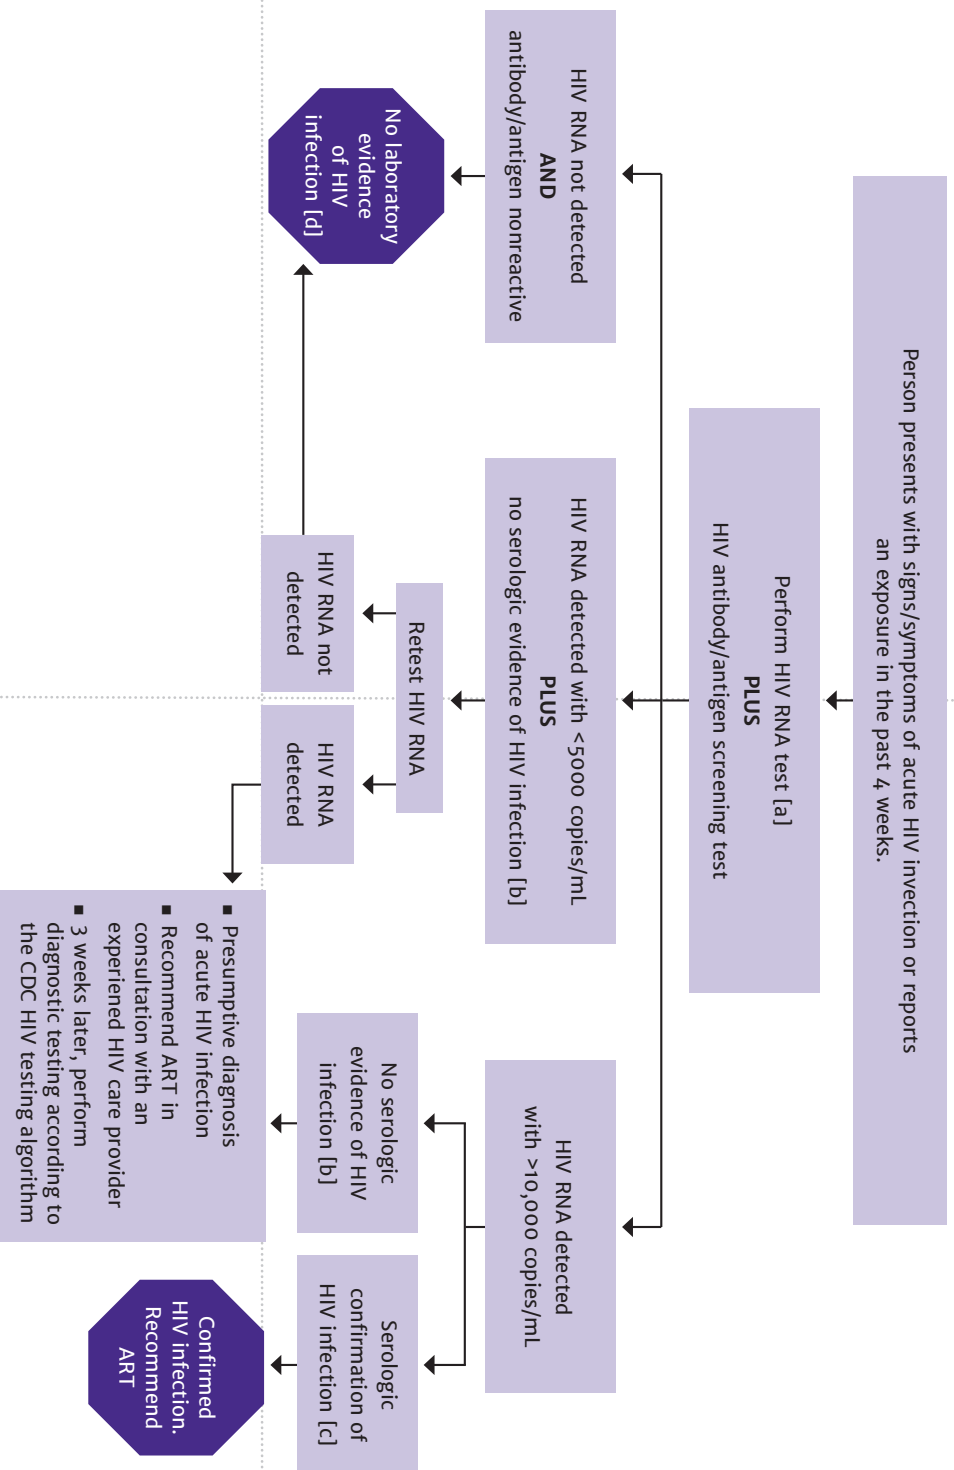 Person presents with signs/symptoms of acute HIV invection or reports
an exposure in the past 4 weeks.
Perform HIV RNA test [a]
PLUS
HIV antibody/antigen screening test
HIV RNA not detected
AND
antibody/antigen nonreactive
HIV RNA detected with <5000 copies/mL
PLUS
no serologic evidence of HIV infection [b]
HIV RNA detected
with >10,000 copies/mL
No laboratory
evidence
of HIV
infection [d]
Retest HIV RNA
HIV RNA not
detected
HIV RNA
detected
No serologic
evidence of HIV
infection [b]
Serologic
confirmation of
HIV infection [c]
▪ Presumptive diagnosis
of acute HIV infection
▪ Recommend ART in
consultation with an
experiened HIV care provider
▪ 3 weeks later, perform
diagnostic testing according to
the CDC HIV testing algorithm
Confirmed
HIV infection.
Recommend
ART